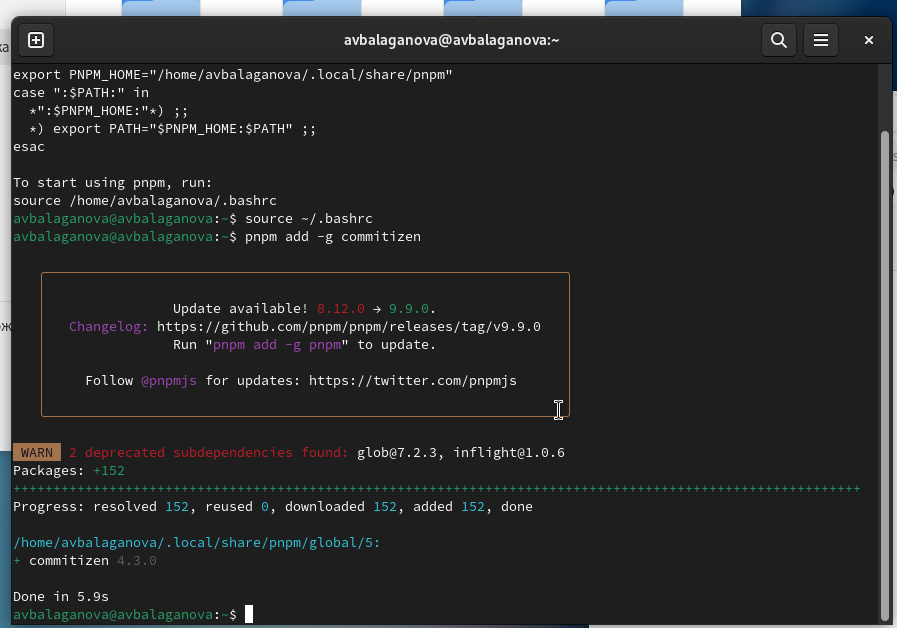 avbalaganova@avbalaganova:~
export PNPM_HOME="/home/avbalaganova/.local/share/pnpm"
case ":$PATH:" in
  *":$PNPM_HOME:"*) ;;
  *) export PATH="$PNPM_HOME:$PATH" ;;
esac
To start using pnpm, run:
source /home/avbalaganova/.bashrc
avbalaganova@avbalaganova:~$ source ~/.bashrc
avbalaganova@avbalaganova:~$ pnpm add -g commitizen
Update available! 8.12.0 → 9.9.0.
Changelog: https://github.com/pnpm/pnpm/releases/tag/v9.9.0
Run "pnpm add -g pnpm" to update.
Follow @pnpmjs for updates: https://twitter.com/pnpmjs
WARN 2 deprecated subdependencies found: glob@7.2.3, inflight@1.0.6
Packages: +152
++++++++++++++++++++++++++++++++++++++++++++++++++++++++++++++++++++++++++++++++++++++++++++++++++++++++++
Progress: resolved 152, reused 0, downloaded 152, added 152, done
/home/avbalaganova/.local/share/pnpm/global/5:
+ commitizen 4.3.0
Done in 5.9s
avbalaganova@avbalaganova:~$